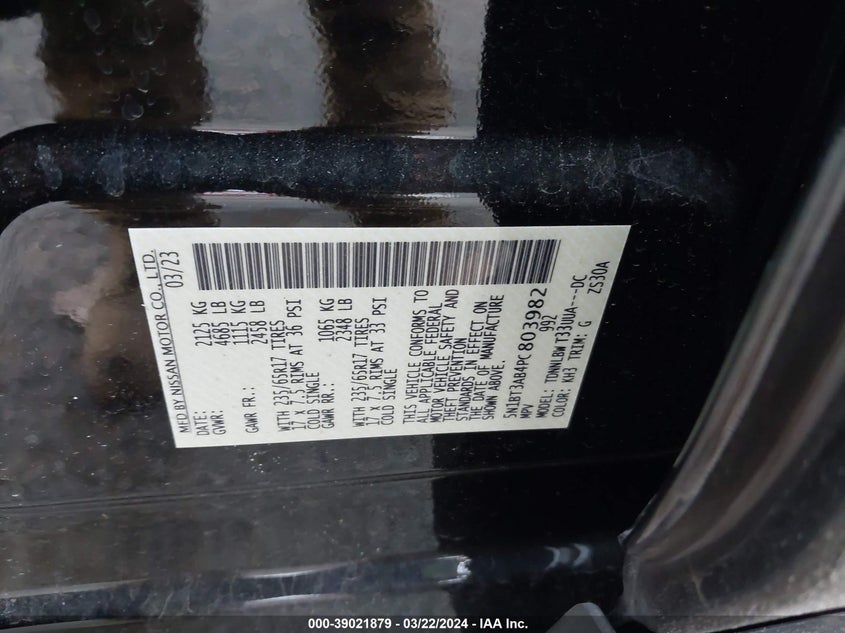 MFD BY NISSAN MOTOR CO., LTD.
DATE: 03/23
GVWR: 2125 KG
4685 LB
GAWR FR.: 1115 KG
2458 LB
WITH 235/65R17 TIRES
17 x 7.5 RIMS AT 36 PSI
COLD SINGLE
GAWR RR.: 1065 KG
2348 LB
WITH 235/65R17 TIRES
17 x 7.5 RIMS AT 33 PSI
COLD SINGLE
THIS VEHICLE CONFORMS TO
ALL APPLICABLE FEDERAL
MOTOR VEHICLE SAFETY AND
THEFT PREVENTION
STANDARDS IN EFFECT ON
THE DATE OF MANUFACTURE
SHOWN ABOVE.
5N1BT3AB4PC803982
MPV 992
MODEL: TDNNLBW T33UUA---DC
COLOR: KH3 TRIM: G ZS30A
000-39021879 - 03/22/2024 - IAA Inc.